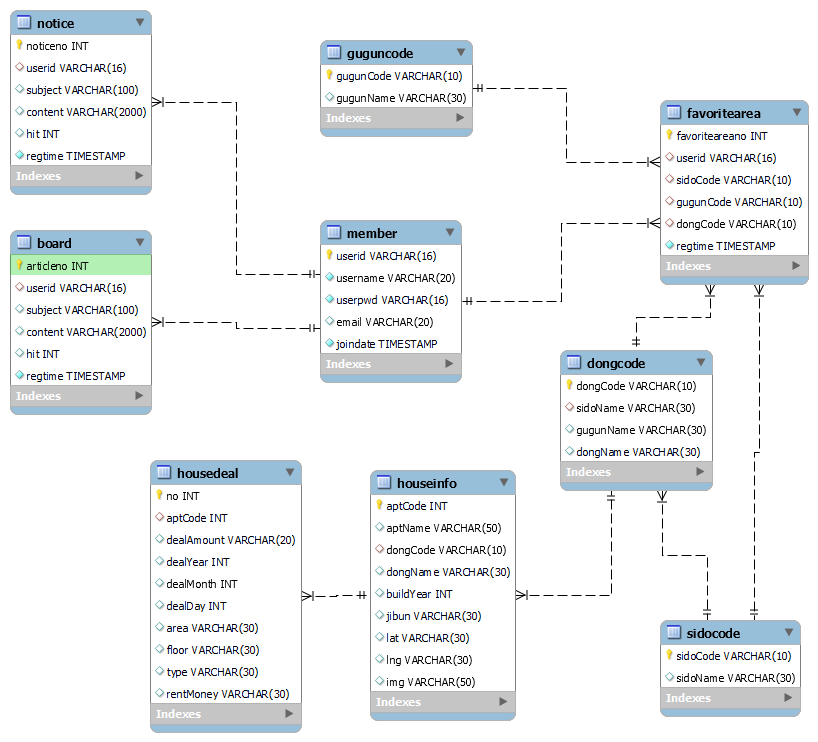 notice
noticeno INT
userid VARCHAR(16)
subject VARCHAR(100)
content VARCHAR(2000)
hit INT
regtime TIMESTAMP
Indexes
board
articleno INT
userid VARCHAR(16)
subject VARCHAR(100)
content VARCHAR(2000)
hit INT
regtime TIMESTAMP
Indexes
guguncode
gugunCode VARCHAR(10)
gugunName VARCHAR(30)
Indexes
member
userid VARCHAR(16)
username VARCHAR(20)
userpwd VARCHAR(16)
email VARCHAR(20)
joindate TIMESTAMP
Indexes
favoritearea
favoriteareano INT
userid VARCHAR(16)
sidoCode VARCHAR(10)
gugunCode VARCHAR(10)
dongCode VARCHAR(10)
regtime TIMESTAMP
Indexes
dongcode
dongCode VARCHAR(10)
sidoName VARCHAR(30)
gugunName VARCHAR(30)
dongName VARCHAR(30)
Indexes
housedeal
no INT
aptCode INT
dealAmount VARCHAR(20)
dealYear INT
dealMonth INT
dealDay INT
area VARCHAR(30)
floor VARCHAR(30)
type VARCHAR(30)
rentMoney VARCHAR(30)
Indexes
houseinfo
aptCode INT
aptName VARCHAR(50)
dongCode VARCHAR(10)
dongName VARCHAR(30)
buildYear INT
jibun VARCHAR(30)
lat VARCHAR(30)
lng VARCHAR(30)
img VARCHAR(50)
Indexes
sidocode
sidoCode VARCHAR(10)
sidoName VARCHAR(30)
Indexes